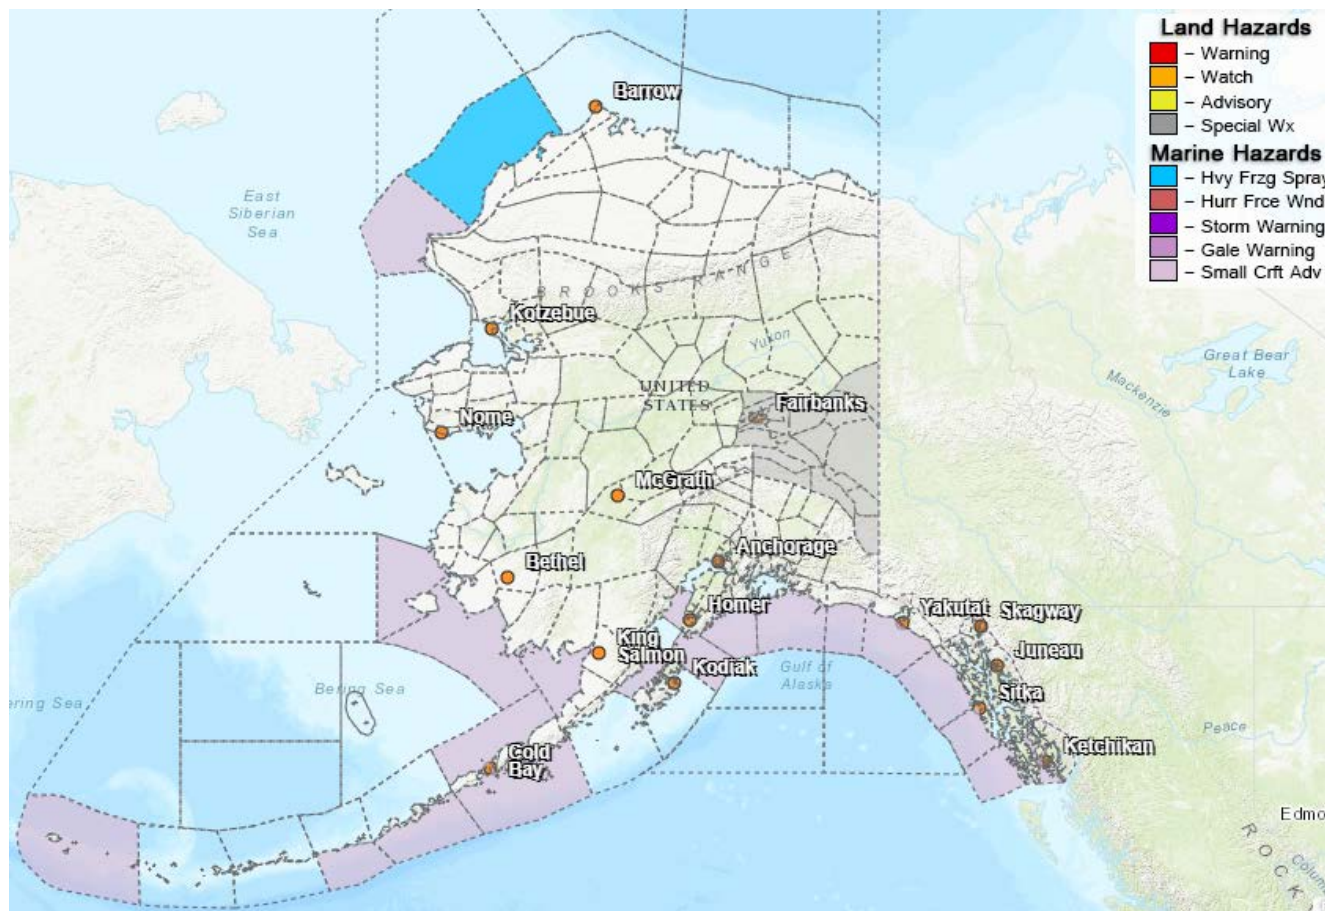 Land Hazards
– Warning
– Watch
– Advisory
– Special Wx
Marine Hazards
– Hvy Frzg Spray
– Hurr Frce Wnd
– Storm Warning
– Gale Warning
– Small Crft Adv
Barrow
East
Siberian
Sea
BROOKS RANGE
Kotzebue
Yukon
Great Bear
Lake
Mackenzie
UNITED
STATES
Fairbanks
Nome
McGrath
Anchorage
Bethel
Homer
Yakutat
Skagway
King
Salmon
Juneau
Kodiak
Gulf of
Alaska
Sitka
Bering Sea
ering Sea
Peace
Ketchikan
Cold
Bay
Edmo
ROCK
Colum